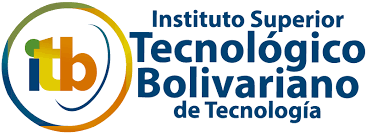 itb
Instituto Superior
Tecnológico
Bolivariano
de Tecnología